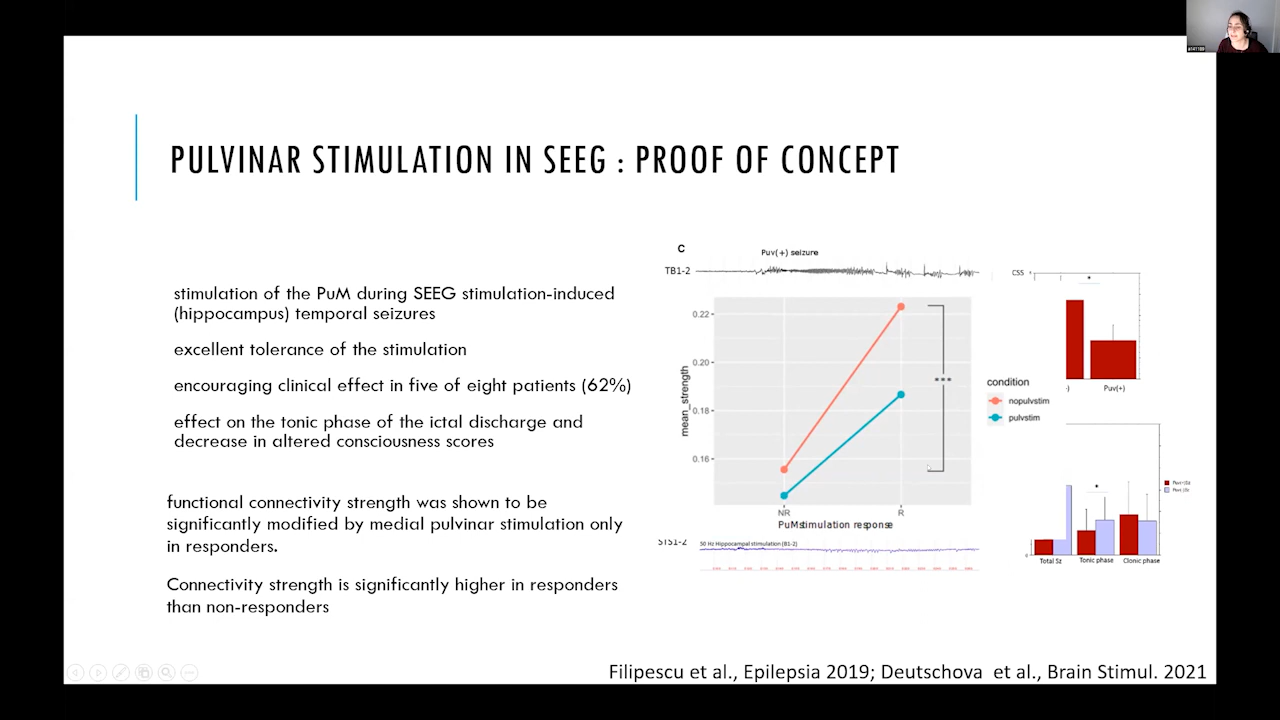 PULVINAR STIMULATION IN SEEG : PROOF OF CONCEPT
stimulation of the PuM during SEEG stimulation-induced
(hippocampus) temporal seizures
excellent tolerance of the stimulation
encouraging clinical effect in five of eight patients (62%)
effect on the tonic phase of the ictal discharge and
decrease in altered consciousness scores
functional connectivity strength was shown to be
significantly modified by medial pulvinar stimulation only
in responders.
Connectivity strength is significantly higher in responders
than non-responders
C
Puv(+) seizure
TB1-2
0.22
0.20
0.18
0.16
mean_strength
NR
R
PuMstimulation response
***
condition
nopulvstim
pulvstim
STS1-2
50 Hz Hippocampal stimulation (B1-2)
CSS
*
Puv(+)
*
Total Sz
Tonic phase
Clonic phase
Filipescu et al., Epilepsia 2019; Deutschova et al., Brain Stimul. 2021